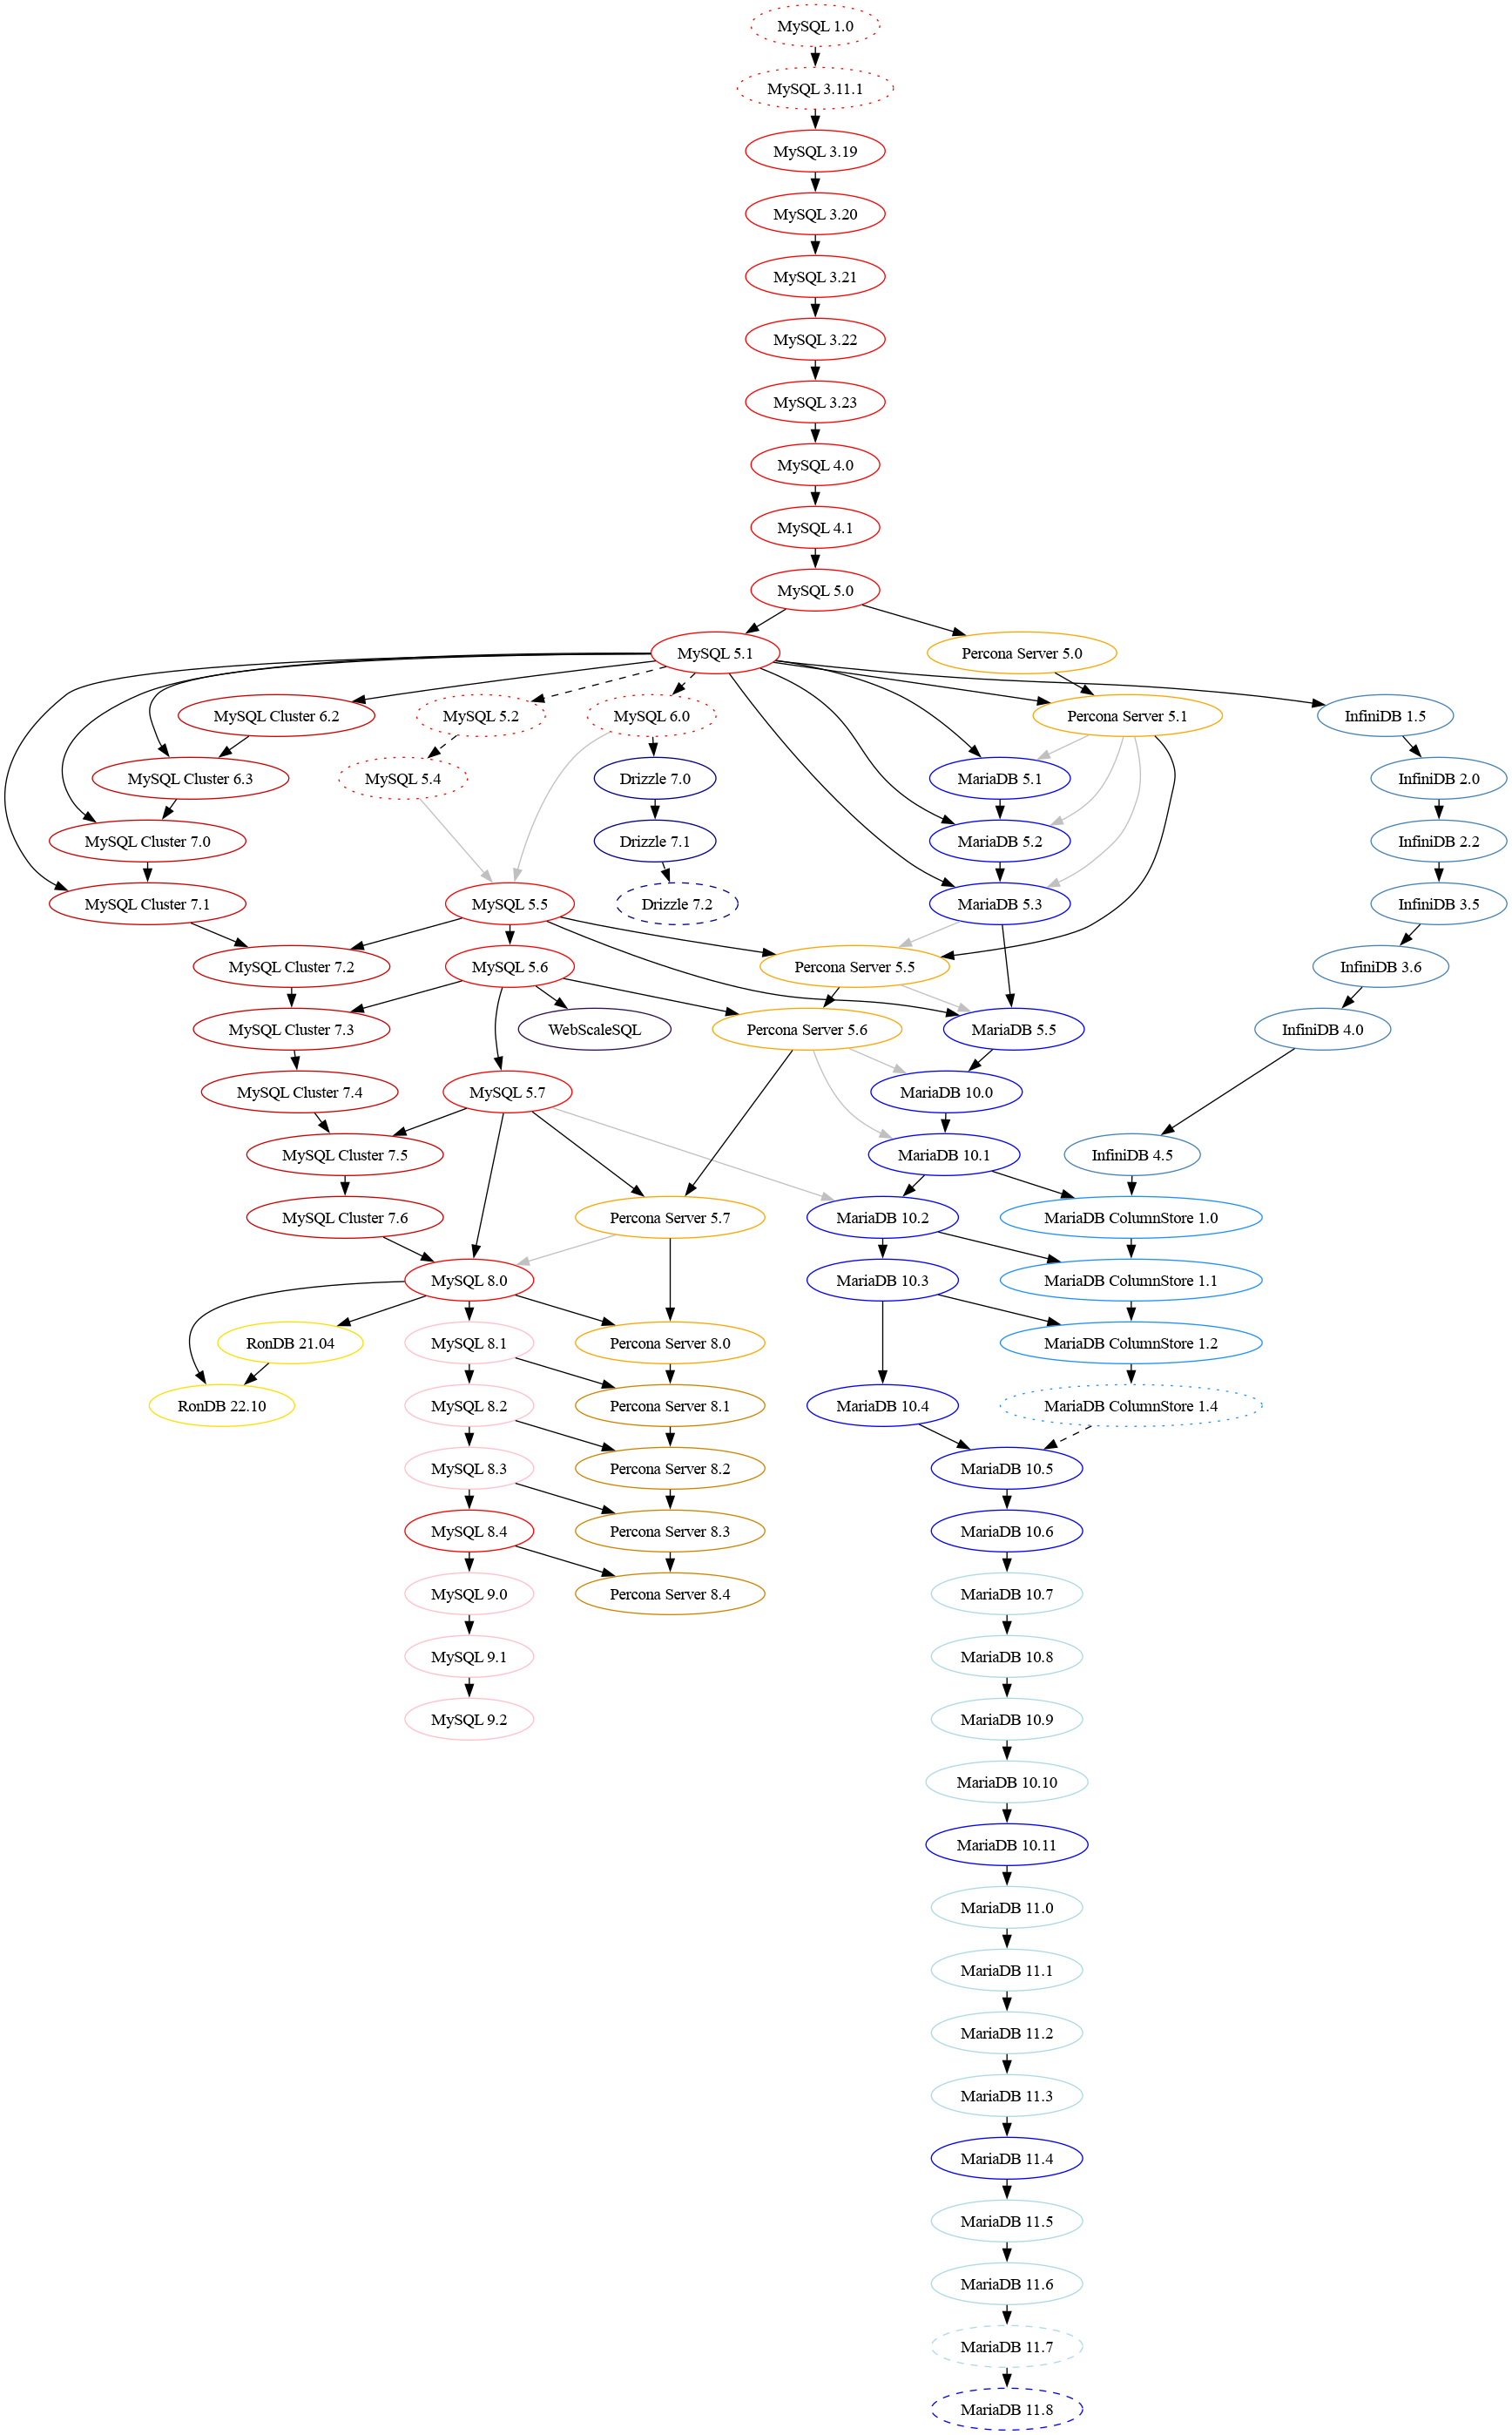 MySQL 1.0
MySQL 3.11.1
MySQL 3.19
MySQL 3.20
MySQL 3.21
MySQL 3.22
MySQL 3.23
MySQL 4.0
MySQL 4.1
MySQL 5.0
MySQL 5.1
Percona Server 5.0
MySQL Cluster 6.2
MySQL 5.2
MySQL 6.0
Percona Server 5.1
InfiniDB 1.5
MySQL Cluster 6.3
MySQL 5.4
Drizzle 7.0
MariaDB 5.1
InfiniDB 2.0
MySQL Cluster 7.0
Drizzle 7.1
MariaDB 5.2
InfiniDB 2.2
MySQL Cluster 7.1
MySQL 5.5
Drizzle 7.2
MariaDB 5.3
InfiniDB 3.5
MySQL Cluster 7.2
MySQL 5.6
Percona Server 5.5
InfiniDB 3.6
MySQL Cluster 7.3
WebScaleSQL
Percona Server 5.6
MariaDB 5.5
InfiniDB 4.0
MySQL Cluster 7.4
MySQL 5.7
MariaDB 10.0
MySQL Cluster 7.5
MariaDB 10.1
InfiniDB 4.5
MySQL Cluster 7.6
Percona Server 5.7
MariaDB 10.2
MariaDB ColumnStore 1.0
MySQL 8.0
MariaDB 10.3
MariaDB ColumnStore 1.1
RonDB 21.04
MySQL 8.1
Percona Server 8.0
MariaDB ColumnStore 1.2
RonDB 22.10
MySQL 8.2
Percona Server 8.1
MariaDB 10.4
MariaDB ColumnStore 1.4
MySQL 8.3
Percona Server 8.2
MariaDB 10.5
MySQL 8.4
Percona Server 8.3
MariaDB 10.6
MySQL 9.0
Percona Server 8.4
MariaDB 10.7
MySQL 9.1
MariaDB 10.8
MySQL 9.2
MariaDB 10.9
MariaDB 10.10
MariaDB 10.11
MariaDB 11.0
MariaDB 11.1
MariaDB 11.2
MariaDB 11.3
MariaDB 11.4
MariaDB 11.5
MariaDB 11.6
MariaDB 11.7
MariaDB 11.8